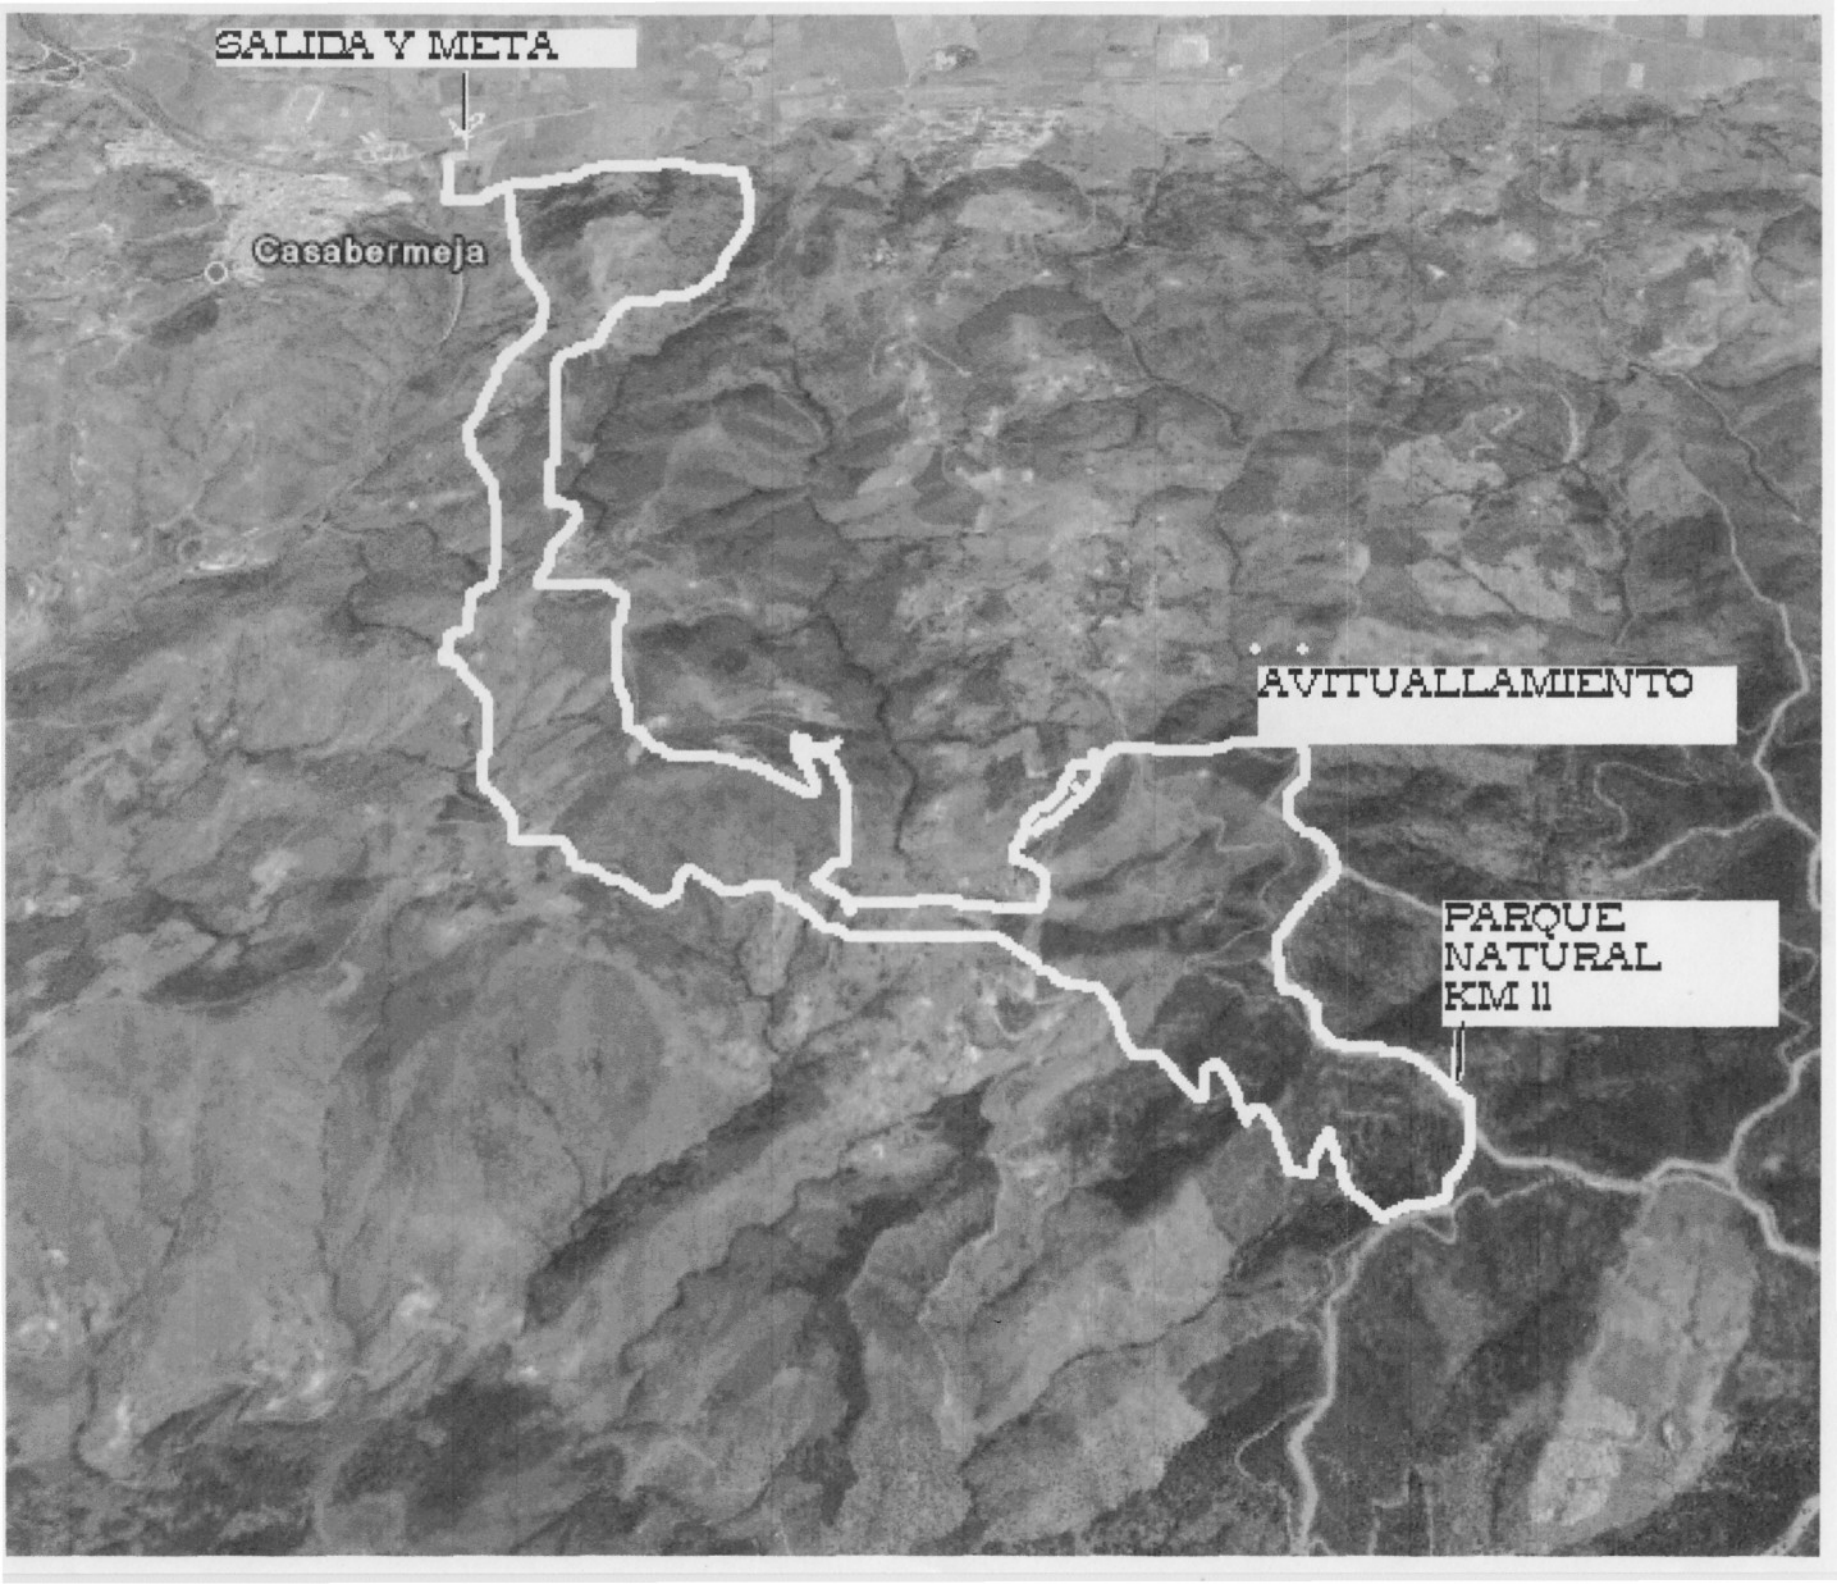 SALIDA Y META
Casabermeja
AVITUALLAMIENTO
PARQUE
NATURAL
KM 11